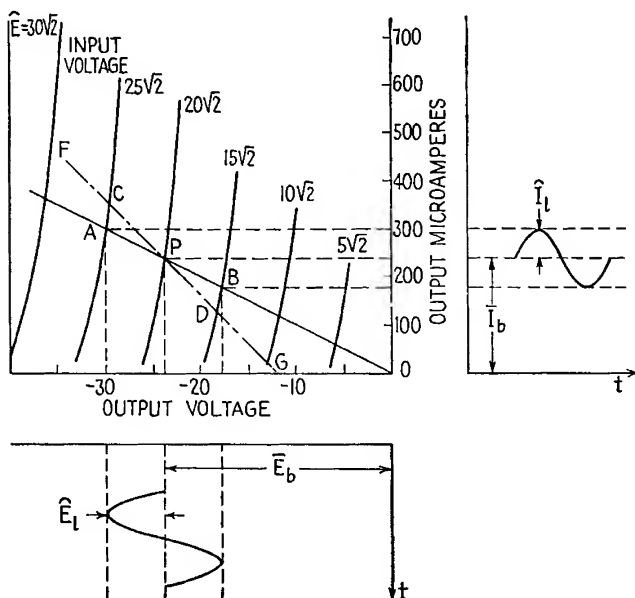 Ê=30√2
INPUT
VOLTAGE
25√2
20√2
15√2
10√2
5√2
F
C
A
P
B
D
G
700
600
500
400
300
200
100
0
OUTPUT MICROAMPERES
-30
-20
-10
OUTPUT VOLTAGE
Î_l
Ī_b
t
Ē_b
Ê_l
t